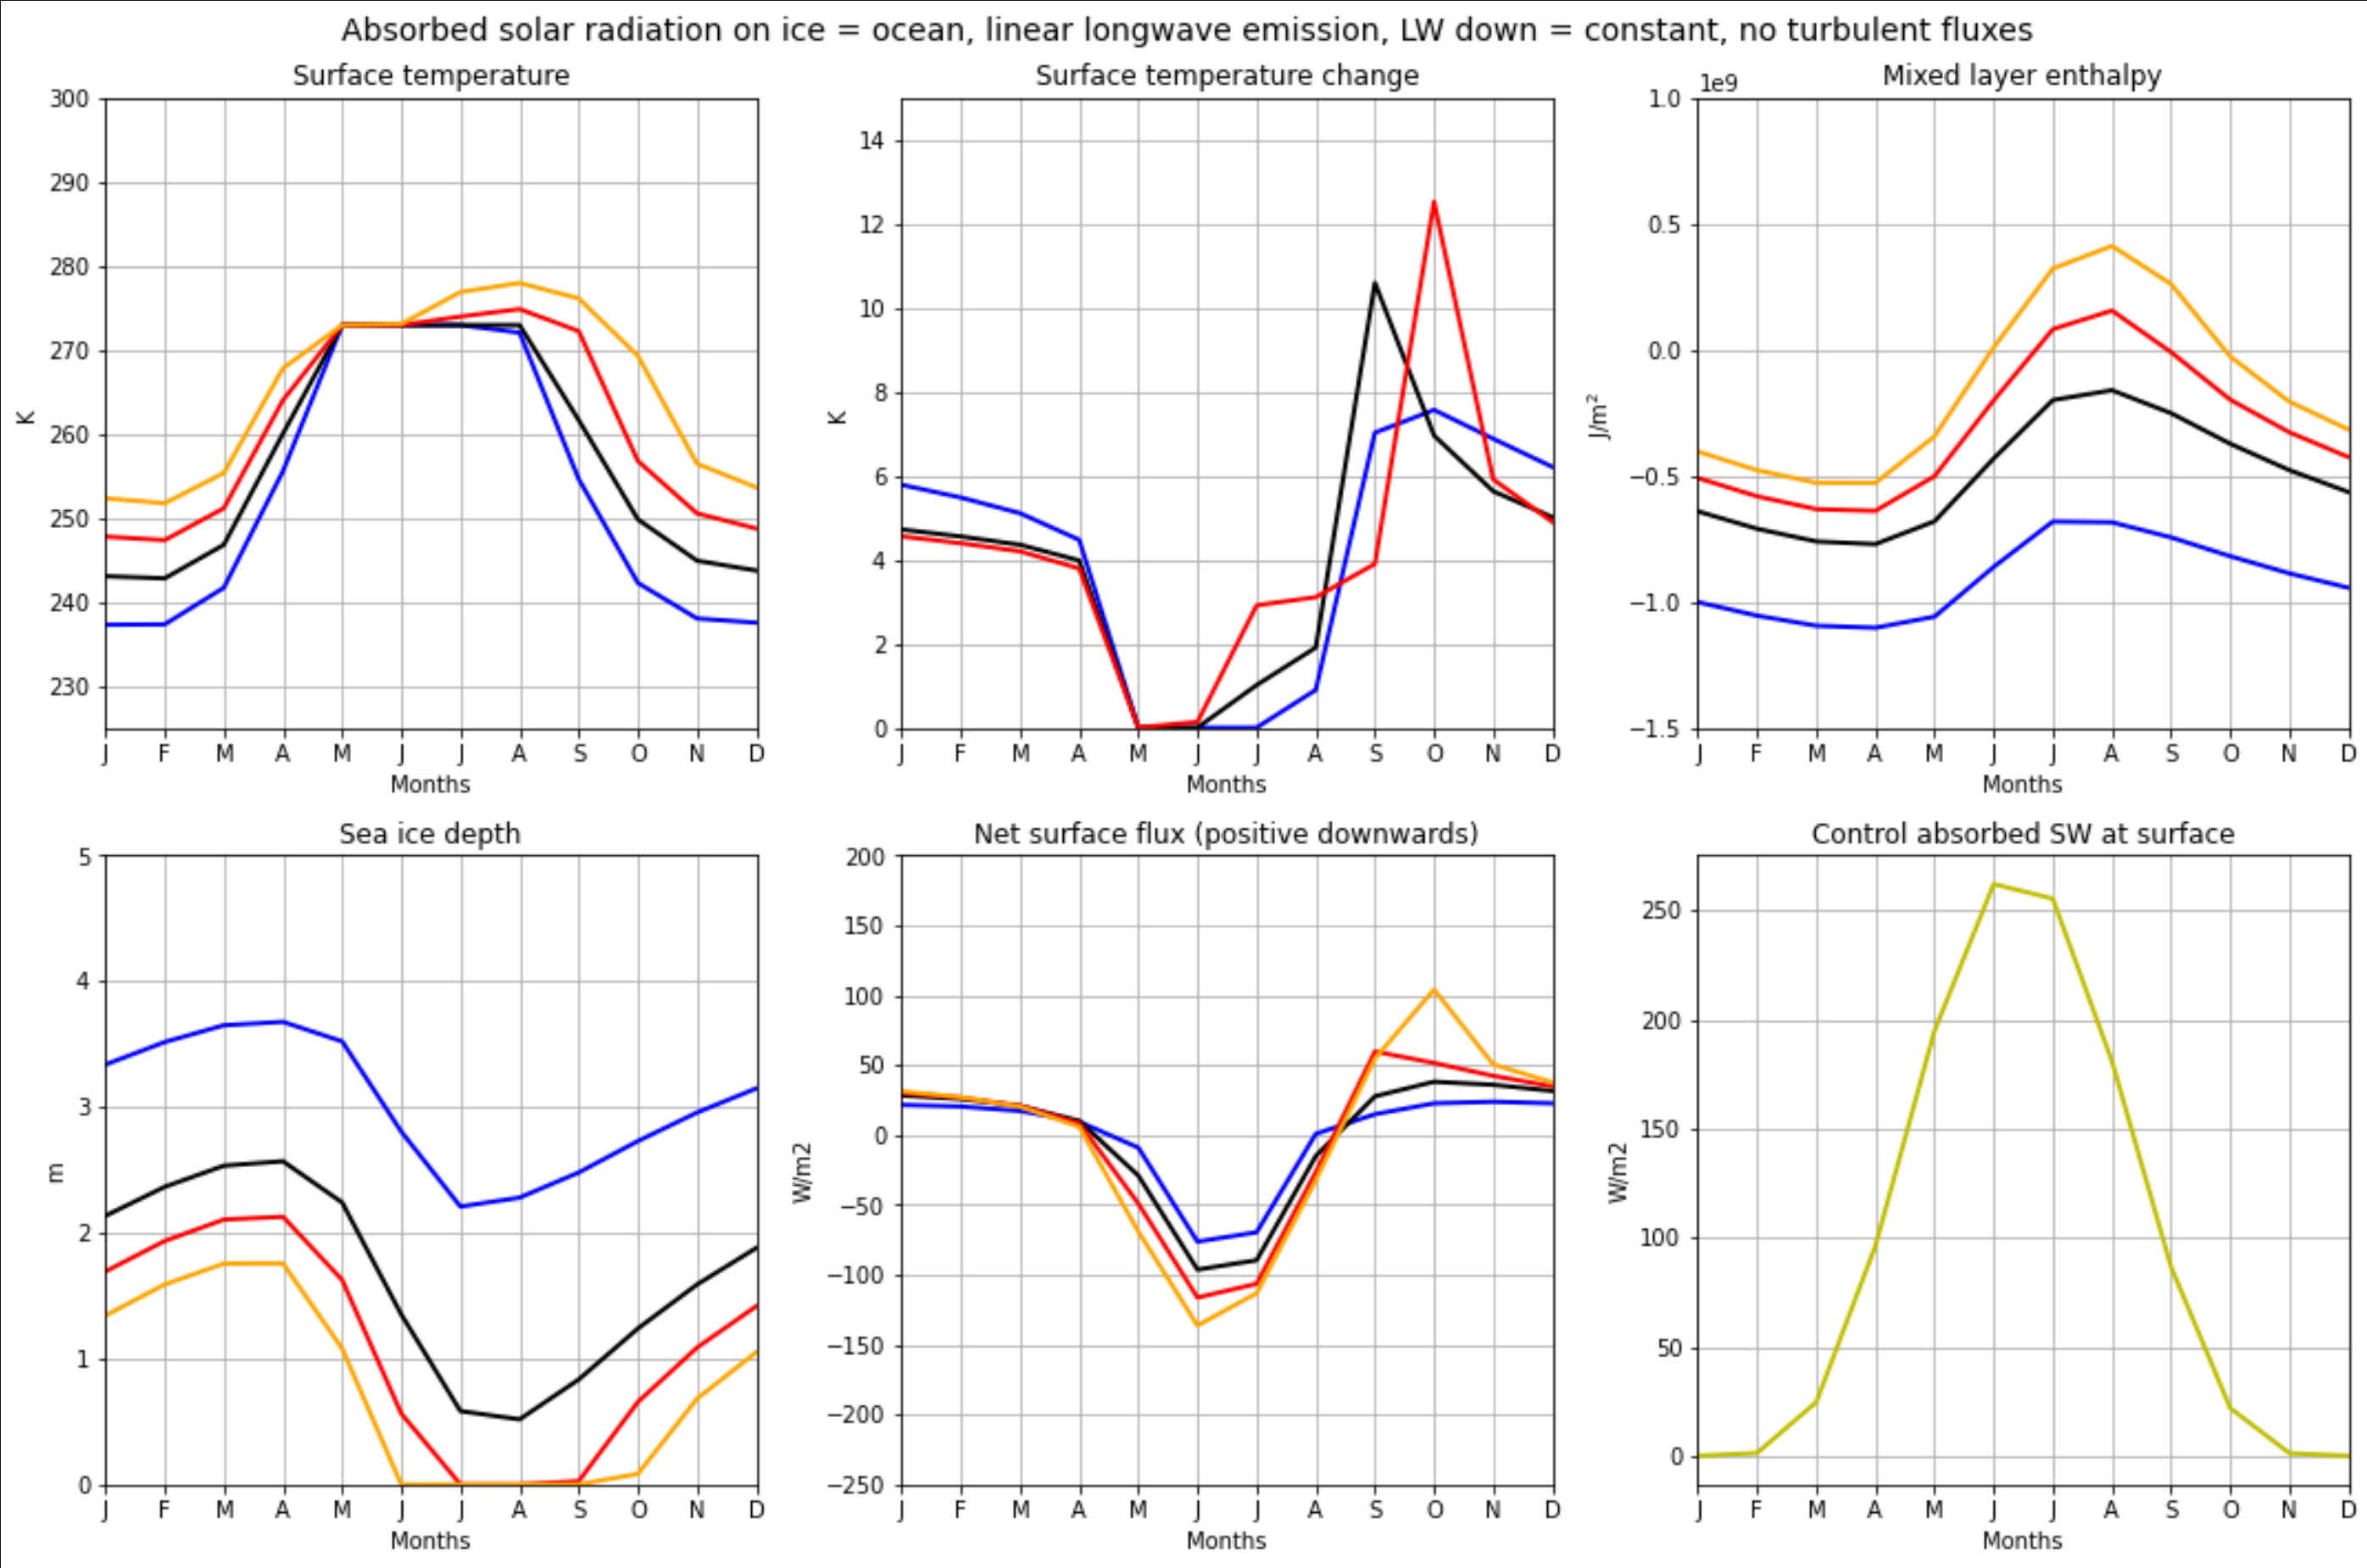 Absorbed solar radiation on ice = ocean, linear longwave emission, LW down = constant, no turbulent fluxes
Surface temperature
300
290
280
270
260
250
240
230
K
J F M A M J J A S O N D
Months
Surface temperature change
14
12
10
8
6
4
2
0
K
J F M A M J J A S O N D
Months
Mixed layer enthalpy
1e9
1.0
0.5
0.0
−0.5
−1.0
−1.5
J/m²
J F M A M J J A S O N D
Months
Sea ice depth
5
4
3
2
1
0
m
J F M A M J J A S O N D
Months
Net surface flux (positive downwards)
200
150
100
50
0
−50
−100
−150
−200
−250
W/m2
J F M A M J J A S O N D
Months
Control absorbed SW at surface
250
200
150
100
50
0
W/m2
J F M A M J J A S O N D
Months